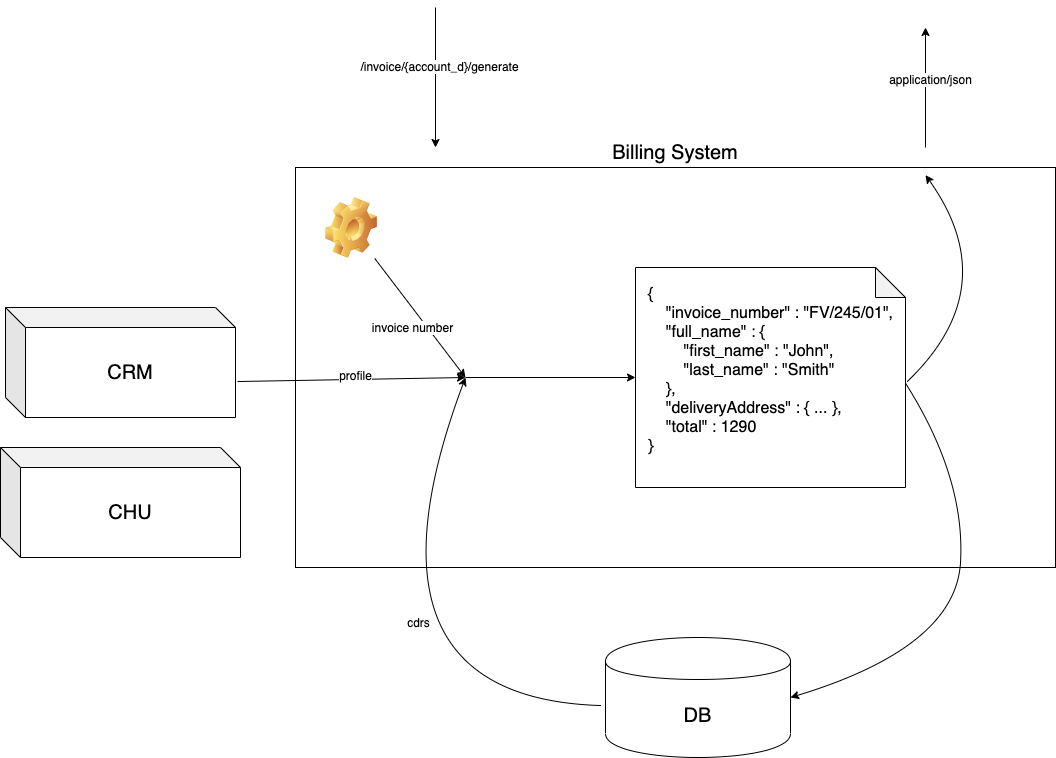 /invoice/{account_d}/generate
application/json
Billing System
invoice number
profile
CRM
CHU
{
"invoice_number" : "FV/245/01",
"full_name" : {
"first_name" : "John",
"last_name" : "Smith"
},
"deliveryAddress" : { ... },
"total" : 1290
}
cdrs
DB